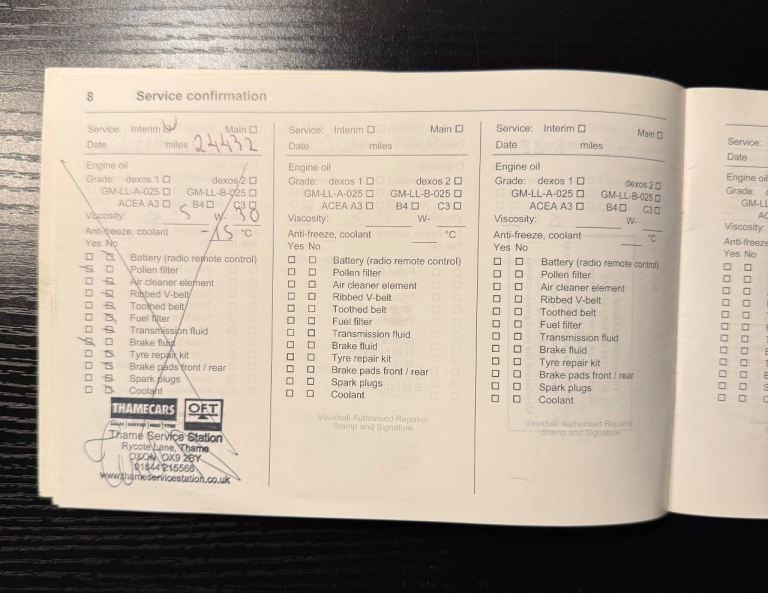 8 Service confirmation
Service: Interim ☑ Main ☐
Date miles 24432
Engine oil
Grade: dexos 1 ☐ dexos 2 ☐
GM-LL-A-025 ☐ GM-LL-B-025 ☐
ACEA A3 ☐ B4 ☐ C3 ☐
Viscosity: 5 W- 30
Anti-freeze, coolant -15 °C
Yes No
Battery (radio remote control)
Pollen filter
Air cleaner element
Ribbed V-belt
Toothed belt
Fuel filter
Transmission fluid
Brake fluid
Tyre repair kit
Brake pads front / rear
Spark plugs
Coolant
THAMECARS OFT
Thame Service Station
Rycote Lane, Thame
OXON OX9 2BY
01844 215566
www.thameservicestation.co.uk
Service: Interim ☐ Main ☐
Date miles
Engine oil
Grade: dexos 1 ☐ dexos 2 ☐
GM-LL-A-025 ☐ GM-LL-B-025 ☐
ACEA A3 ☐ B4 ☐ C3 ☐
Viscosity: W-
Anti-freeze, coolant °C
Yes No
☐ ☐ Battery (radio remote control)
☐ ☐ Pollen filter
☐ ☐ Air cleaner element
☐ ☐ Ribbed V-belt
☐ ☐ Toothed belt
☐ ☐ Fuel filter
☐ ☐ Transmission fluid
☐ ☐ Brake fluid
☐ ☐ Tyre repair kit
☐ ☐ Brake pads front / rear
☐ ☐ Spark plugs
☐ ☐ Coolant
Vauxhall Authorised Repairer
Stamp and Signature
Service: Interim ☐ Main ☐
Date miles
Engine oil
Grade: dexos 1 ☐ dexos 2 ☐
GM-LL-A-025 ☐ GM-LL-B-025 ☐
ACEA A3 ☐ B4 ☐ C3 ☐
Viscosity: W-
Anti-freeze, coolant °C
Yes No
☐ ☐ Battery (radio remote control)
☐ ☐ Pollen filter
☐ ☐ Air cleaner element
☐ ☐ Ribbed V-belt
☐ ☐ Toothed belt
☐ ☐ Fuel filter
☐ ☐ Transmission fluid
☐ ☐ Brake fluid
☐ ☐ Tyre repair kit
☐ ☐ Brake pads front / rear
☐ ☐ Spark plugs
☐ ☐ Coolant
Vauxhall Authorised Repairer
Stamp and Signature
Service:
Date
Engine oil
Grade:
Viscosity:
Anti-freeze
Yes No